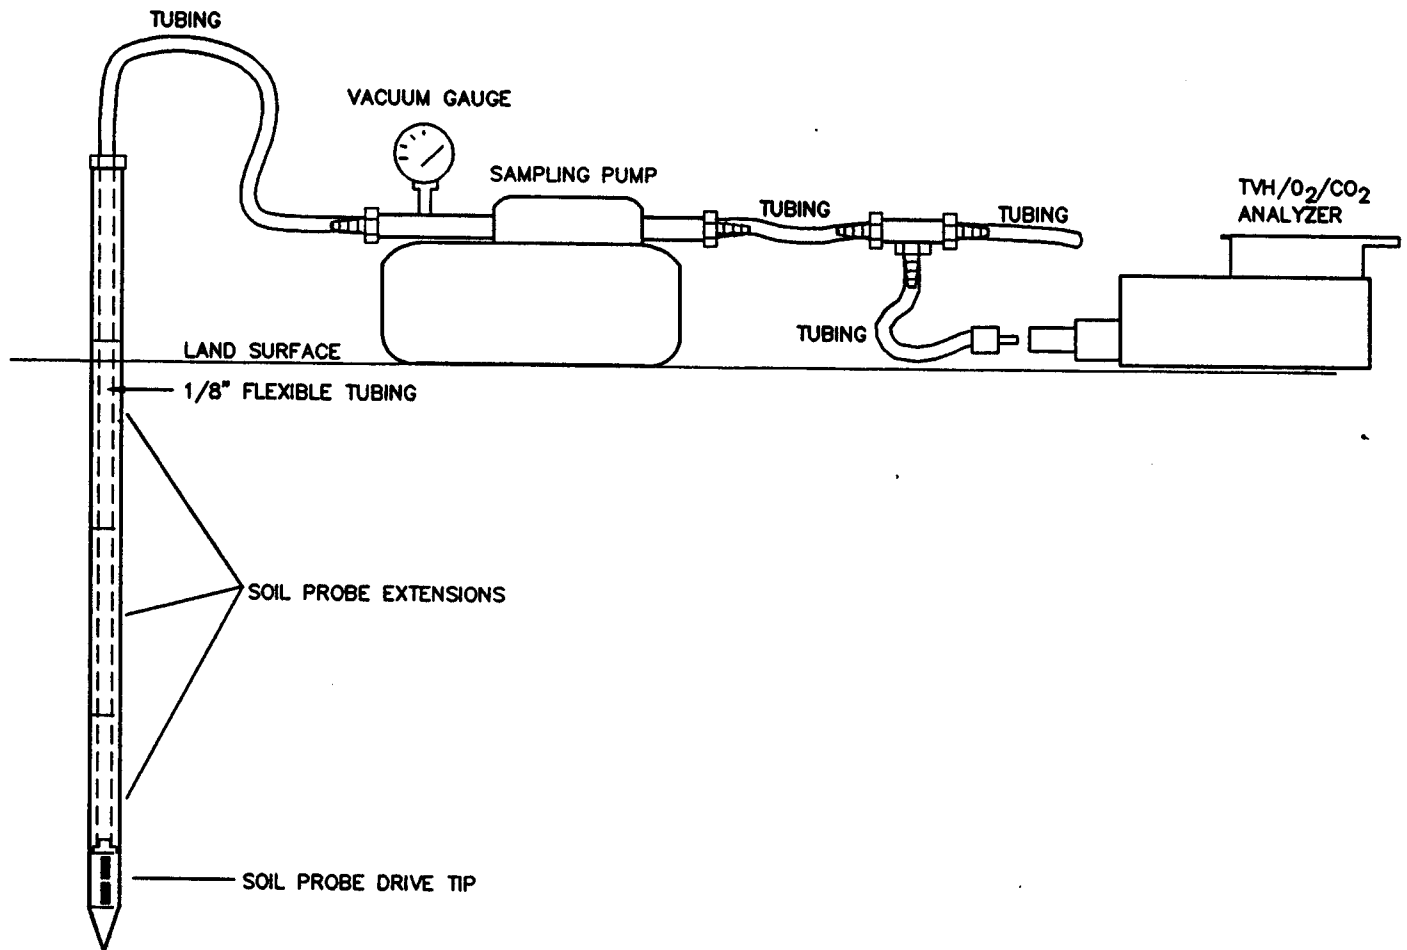 TUBING
VACUUM GAUGE
SAMPLING PUMP
TUBING
TUBING
TVH/O₂/CO₂
ANALYZER
TUBING
LAND SURFACE
1/8" FLEXIBLE TUBING
SOIL PROBE EXTENSIONS
SOIL PROBE DRIVE TIP